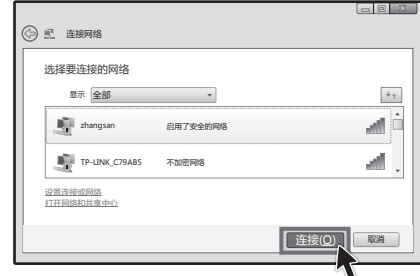 连接网络
选择要连接的网络
显示 全部
zhangsan 启用了安全的网络
TP-LINK_C79AB5 不加密网络
设置连接或网络
打开网络和共享中心
连接(O) 取消